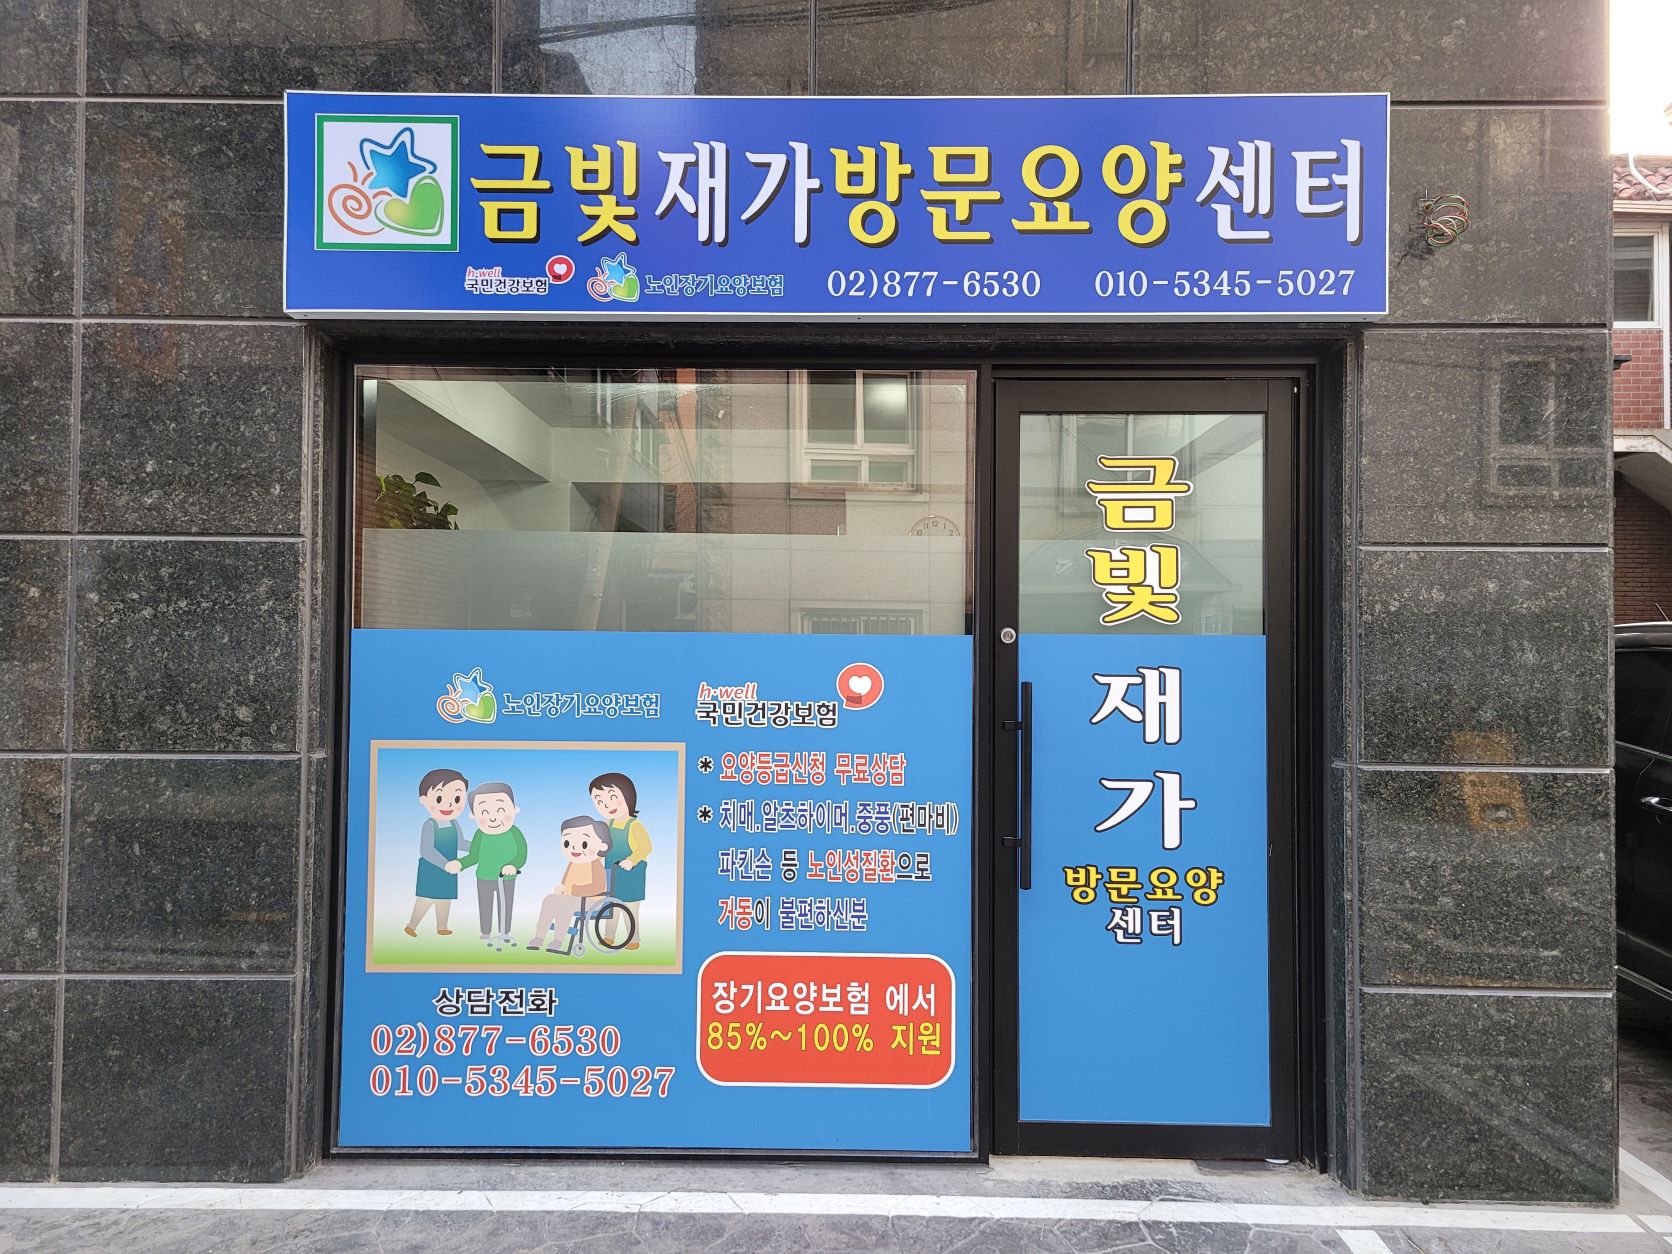 금빛재가방문요양센터
h·well
국민건강보험
노인장기요양보험
02)877-6530
010-5345-5027
노인장기요양보험
h·well
국민건강보험
* 요양등급신청 무료상담
* 치매.알츠하이머.중풍(편마비)
파킨슨 등 노인성질환으로
거동이 불편하신분
상담전화
02)877-6530
010-5345-5027
장기요양보험 에서
85%~100% 지원
금
빛
재
가
방문요양
센터